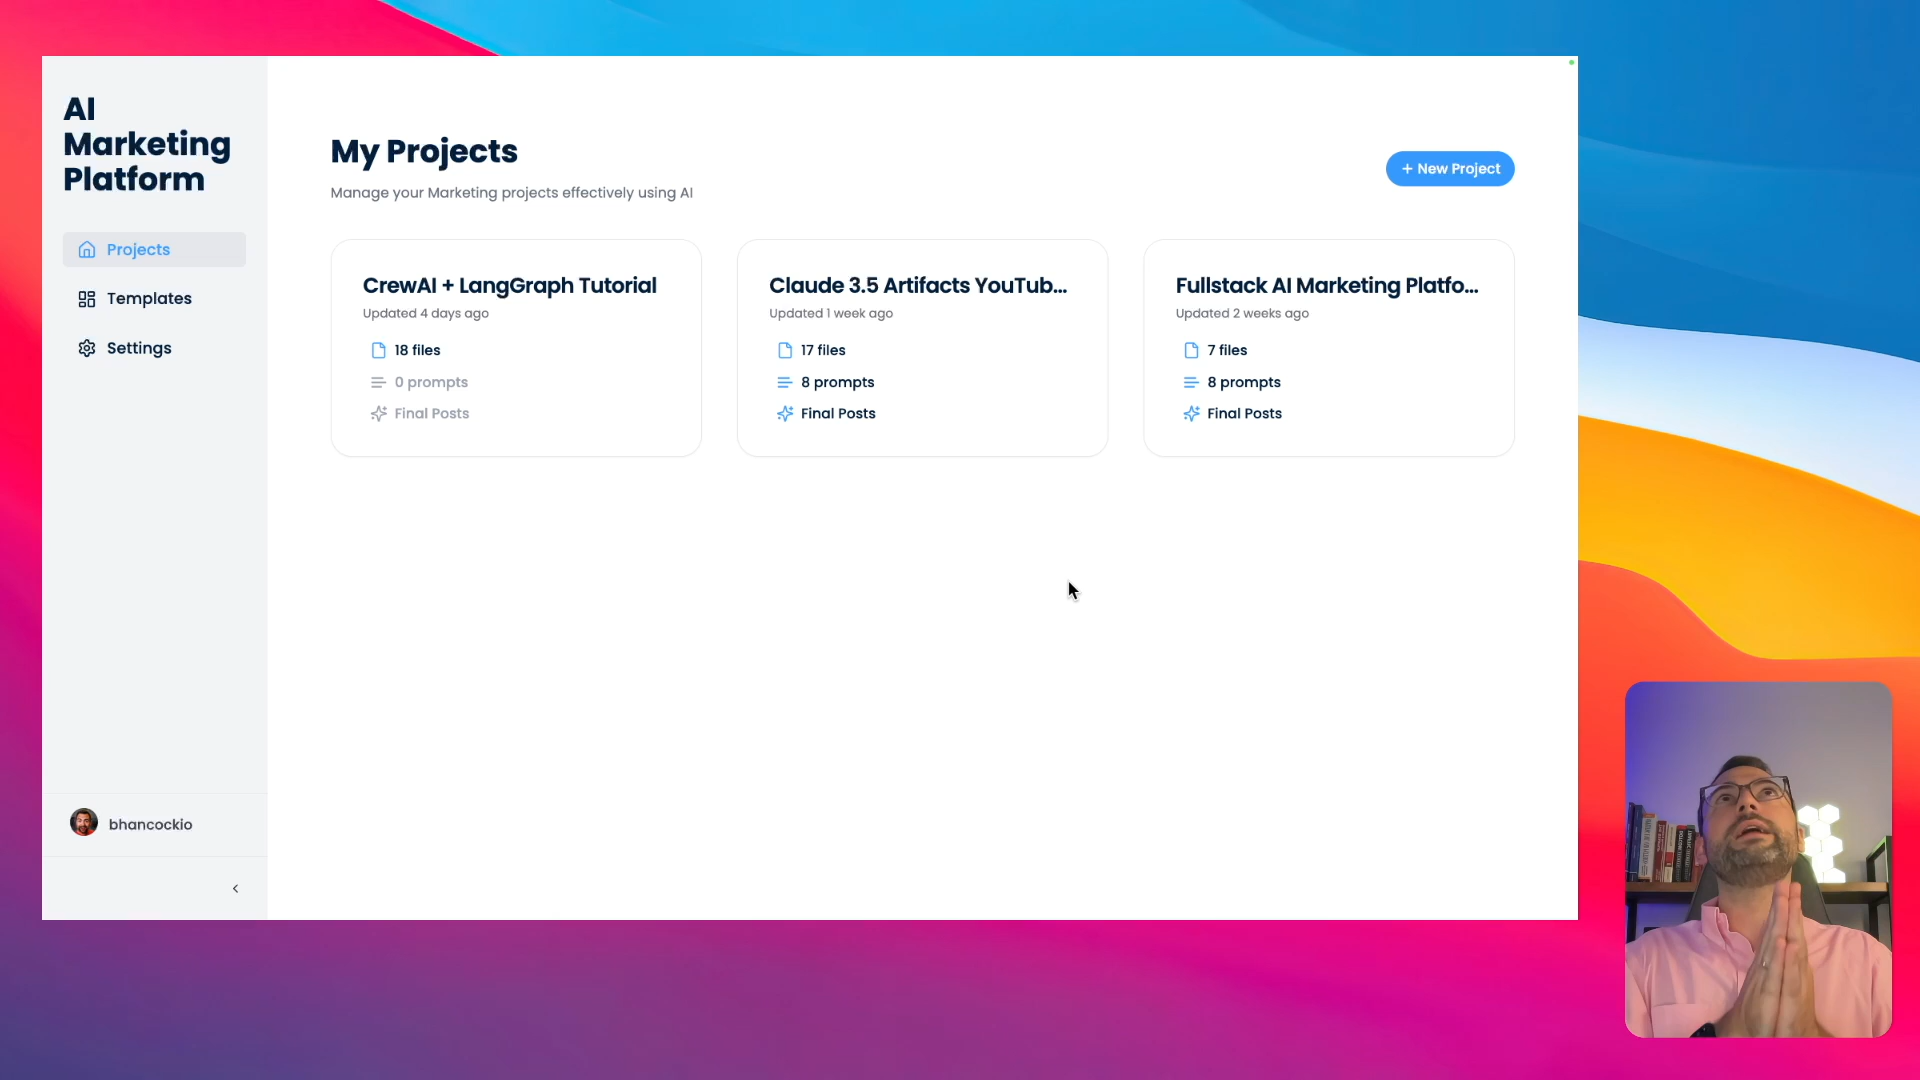 AI
Marketing
Platform
Projects
Templates
Settings
bhancockio
My Projects
Manage your Marketing projects effectively using AI
+ New Project
CrewAI + LangGraph Tutorial
Updated 4 days ago
18 files
0 prompts
Final Posts
Claude 3.5 Artifacts YouTub...
Updated 1 week ago
17 files
8 prompts
Final Posts
Fullstack AI Marketing Platfo...
Updated 2 weeks ago
7 files
8 prompts
Final Posts